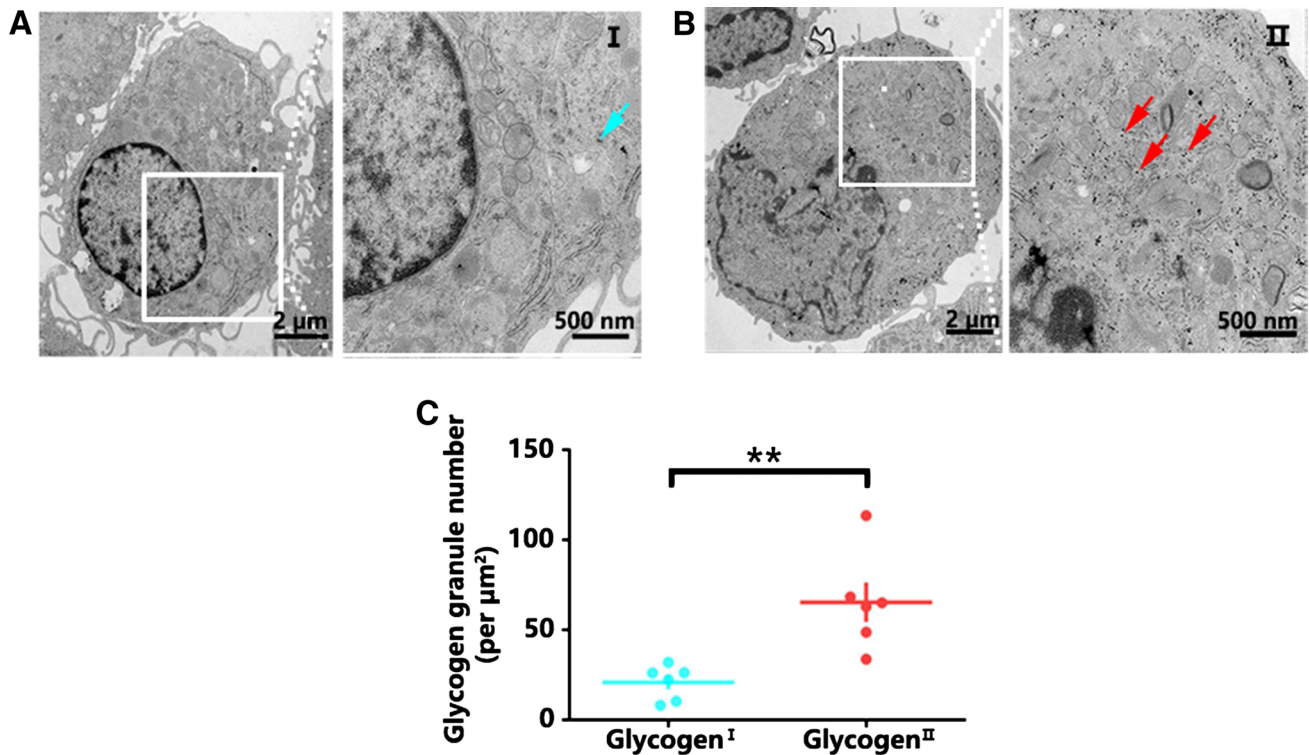 A
I
2 μm
500 nm
B
II
2 μm
500 nm
C
Glycogen granule number
(per μm²)
150
100
50
0
**
Glycogen^I
Glycogen^II